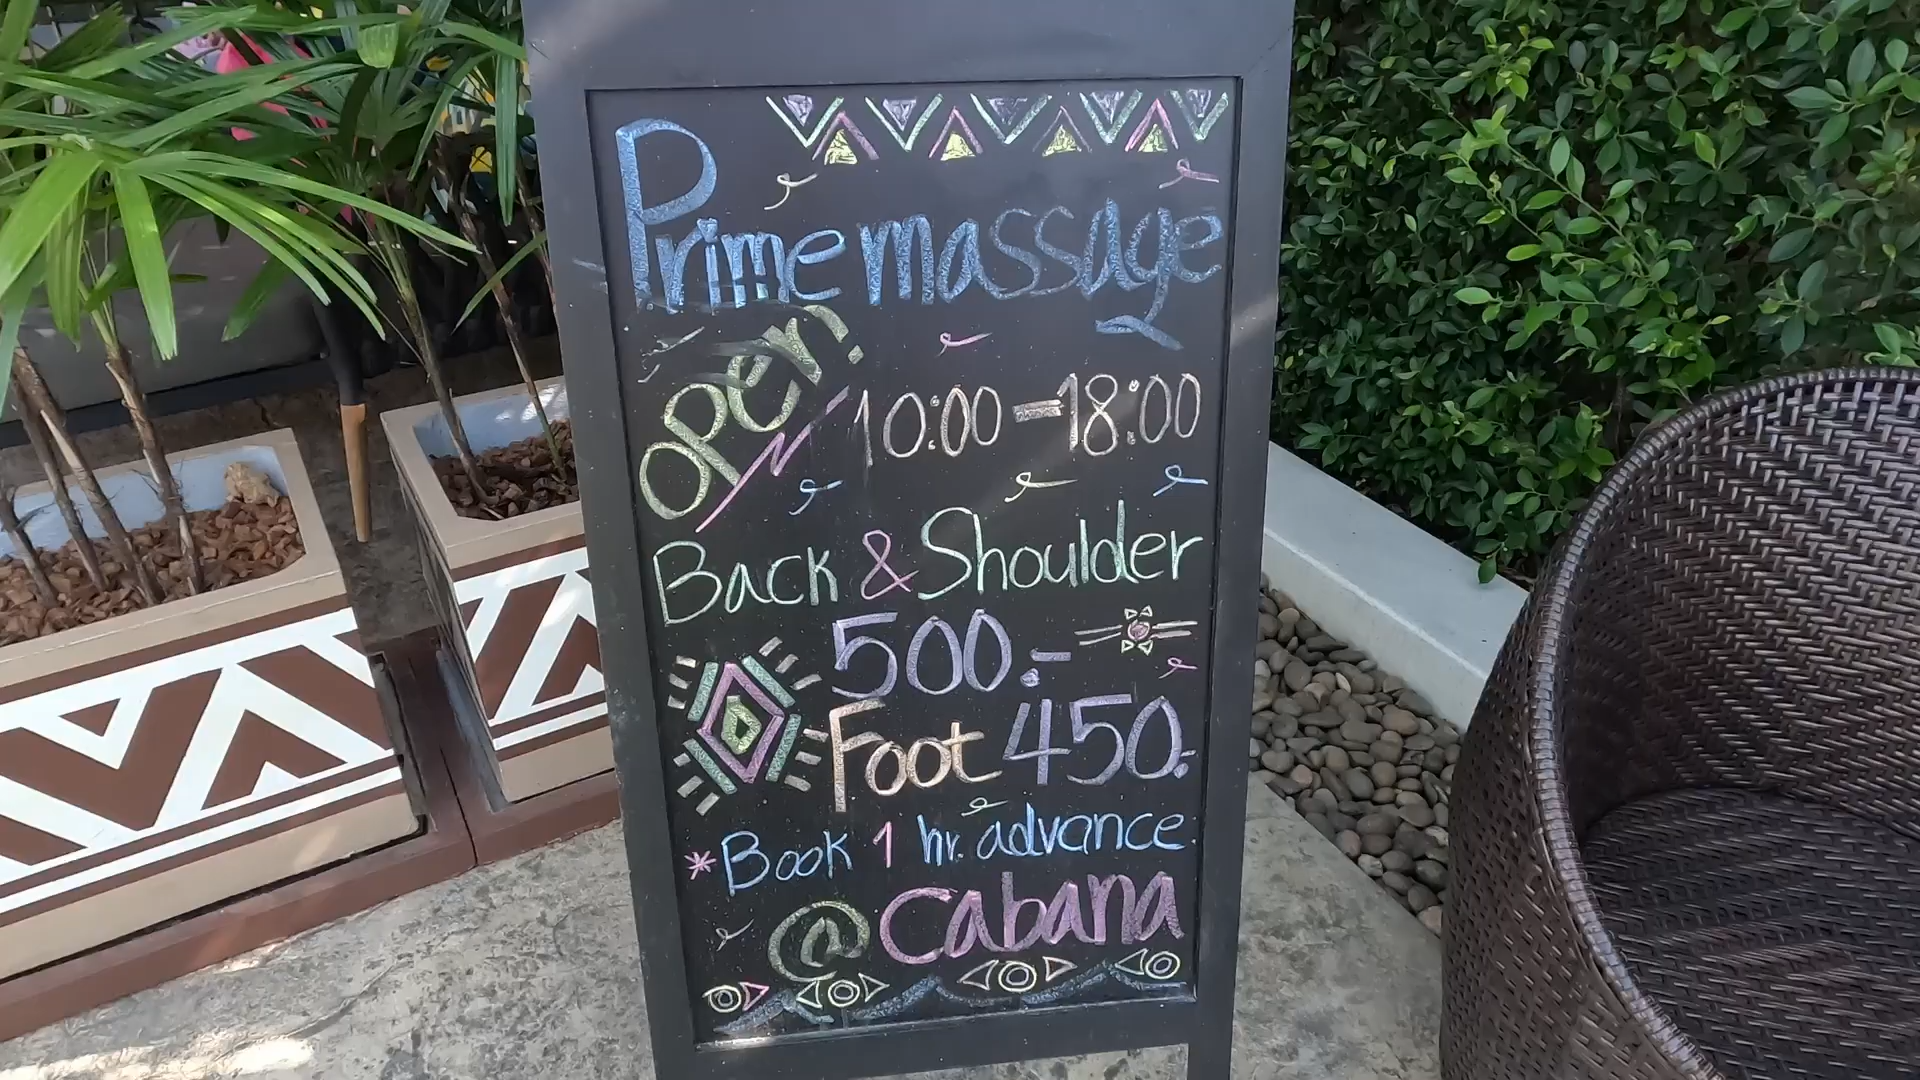 Prime massage
open! 10:00-18:00
Back & Shoulder
500.-
Foot 450.-
* Book 1 hr. advance
@ Cabana